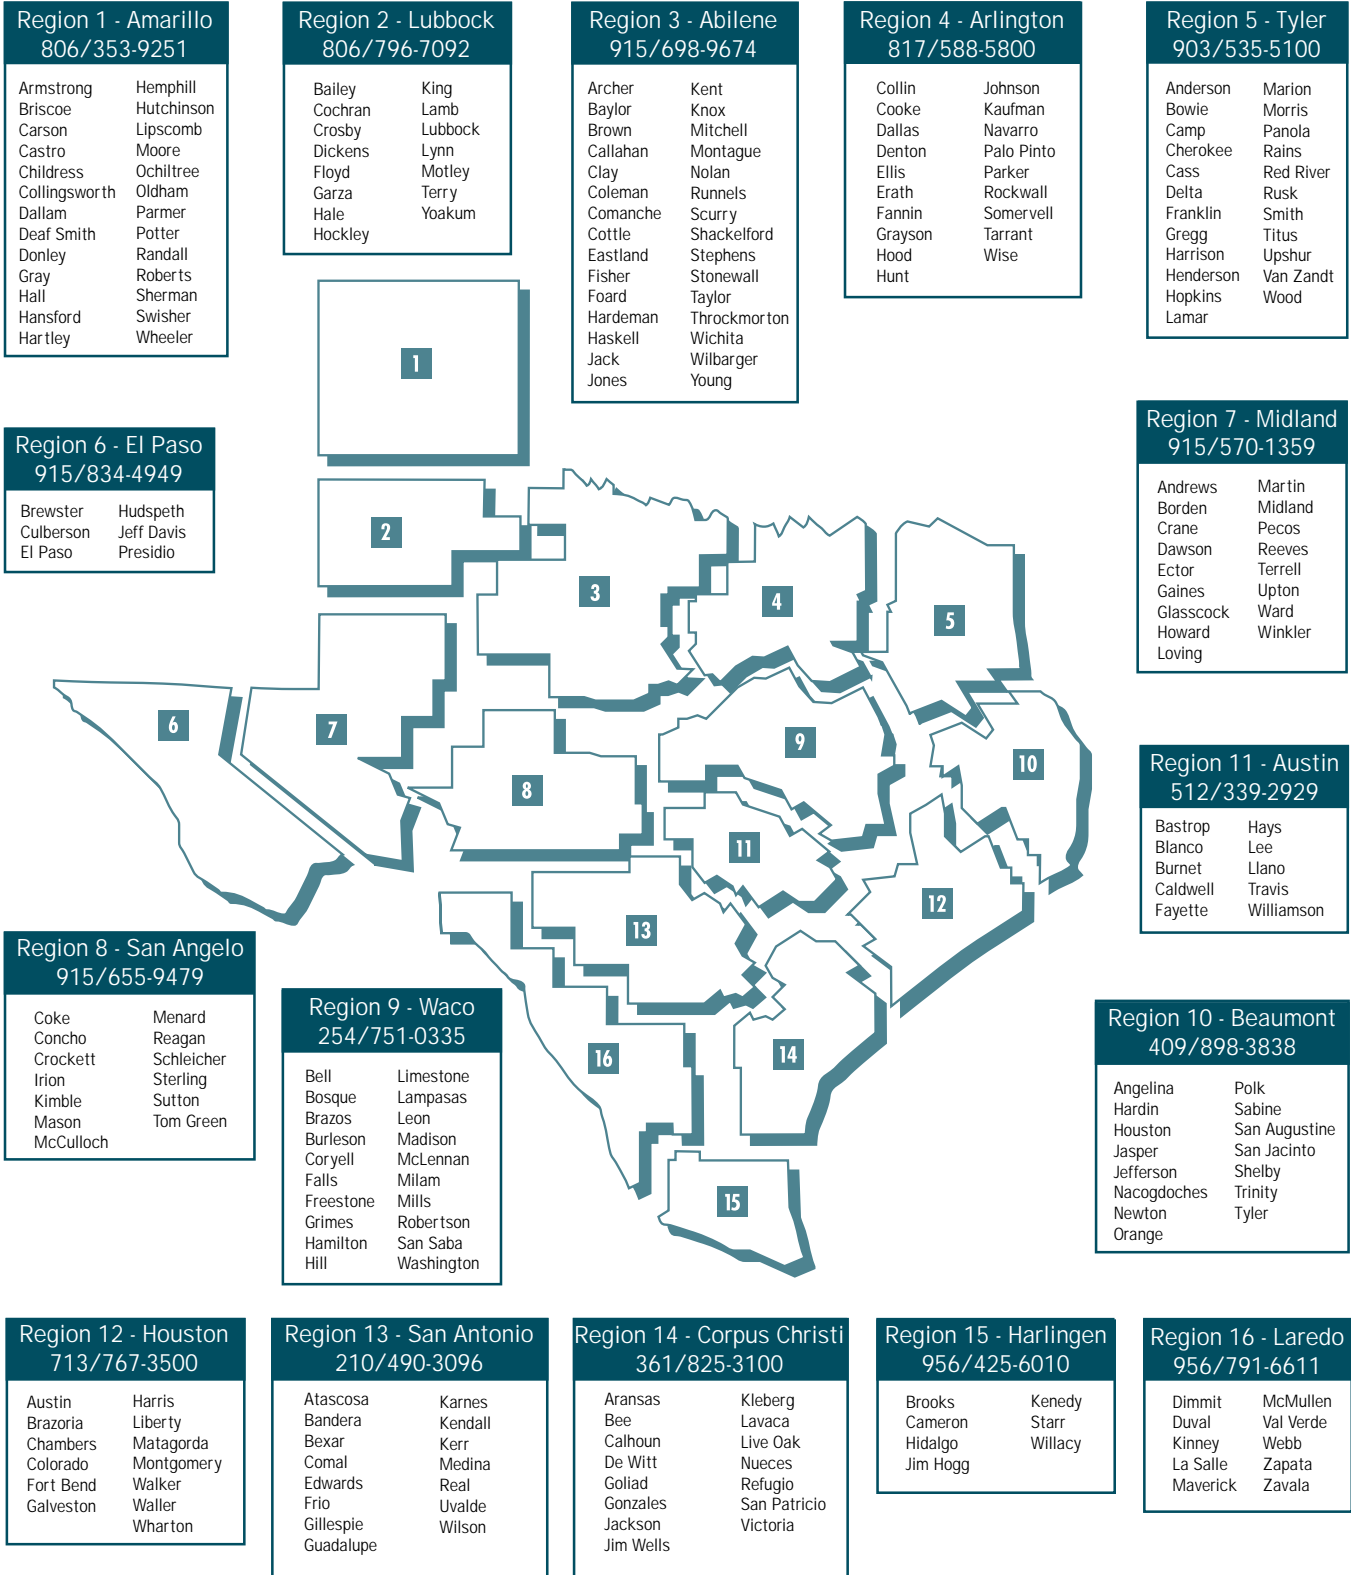 Region 1 - Amarillo
806/353-9251
Armstrong Hemphill
Briscoe Hutchinson
Carson Lipscomb
Castro Moore
Childress Ochiltree
Collingsworth Oldham
Dallam Parmer
Deaf Smith Potter
Donley Randall
Gray Roberts
Hall Sherman
Hansford Swisher
Hartley Wheeler
Region 2 - Lubbock
806/796-7092
Bailey King
Cochran Lamb
Crosby Lubbock
Dickens Lynn
Floyd Motley
Garza Terry
Hale Yoakum
Hockley
Region 3 - Abilene
915/698-9674
Archer Kent
Baylor Knox
Brown Mitchell
Callahan Montague
Clay Nolan
Coleman Runnels
Comanche Scurry
Cottle Shackelford
Eastland Stephens
Fisher Stonewall
Foard Taylor
Hardeman Throckmorton
Haskell Wichita
Jack Wilbarger
Jones Young
Region 4 - Arlington
817/588-5800
Collin Johnson
Cooke Kaufman
Dallas Navarro
Denton Palo Pinto
Ellis Parker
Erath Rockwall
Fannin Somervell
Grayson Tarrant
Hood Wise
Hunt
Region 5 - Tyler
903/535-5100
Anderson Marion
Bowie Morris
Camp Panola
Cherokee Rains
Cass Red River
Delta Rusk
Franklin Smith
Gregg Titus
Harrison Upshur
Henderson Van Zandt
Hopkins Wood
Lamar
Region 6 - El Paso
915/834-4949
Brewster Hudspeth
Culberson Jeff Davis
El Paso Presidio
Region 7 - Midland
915/570-1359
Andrews Martin
Borden Midland
Crane Pecos
Dawson Reeves
Ector Terrell
Gaines Upton
Glasscock Ward
Howard Winkler
Loving
1
2
3
4
5
6
7
8
9
10
11
12
13
14
15
16
Region 11 - Austin
512/339-2929
Bastrop Hays
Blanco Lee
Burnet Llano
Caldwell Travis
Fayette Williamson
Region 8 - San Angelo
915/655-9479
Coke Menard
Concho Reagan
Crockett Schleicher
Irion Sterling
Kimble Sutton
Mason Tom Green
McCulloch
Region 9 - Waco
254/751-0335
Bell Limestone
Bosque Lampasas
Brazos Leon
Burleson Madison
Coryell McLennan
Falls Milam
Freestone Mills
Grimes Robertson
Hamilton San Saba
Hill Washington
Region 10 - Beaumont
409/898-3838
Angelina Polk
Hardin Sabine
Houston San Augustine
Jasper San Jacinto
Jefferson Shelby
Nacogdoches Trinity
Newton Tyler
Orange
Region 12 - Houston
713/767-3500
Austin Harris
Brazoria Liberty
Chambers Matagorda
Colorado Montgomery
Fort Bend Walker
Galveston Waller
Wharton
Region 13 - San Antonio
210/490-3096
Atascosa Karnes
Bandera Kendall
Bexar Kerr
Comal Medina
Edwards Real
Frio Uvalde
Gillespie Wilson
Guadalupe
Region 14 - Corpus Christi
361/825-3100
Aransas Kleberg
Bee Lavaca
Calhoun Live Oak
De Witt Nueces
Goliad Refugio
Gonzales San Patricio
Jackson Victoria
Jim Wells
Region 15 - Harlingen
956/425-6010
Brooks Kenedy
Cameron Starr
Hidalgo Willacy
Jim Hogg
Region 16 - Laredo
956/791-6611
Dimmit McMullen
Duval Val Verde
Kinney Webb
La Salle Zapata
Maverick Zavala